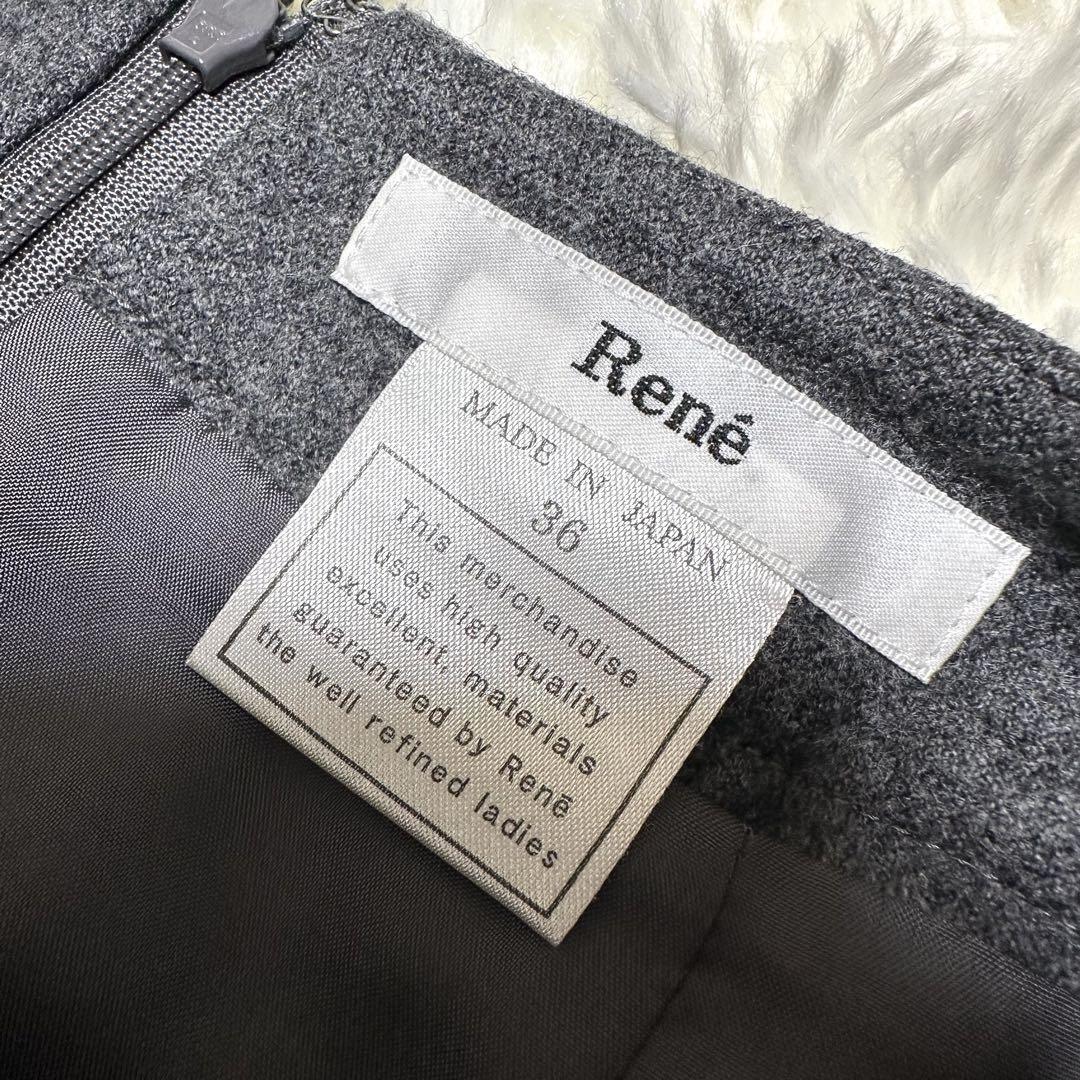 René
MADE IN JAPAN
36
This merchandise
uses high quality
excellent, materials
guaranteed by Renē
the well refined ladies